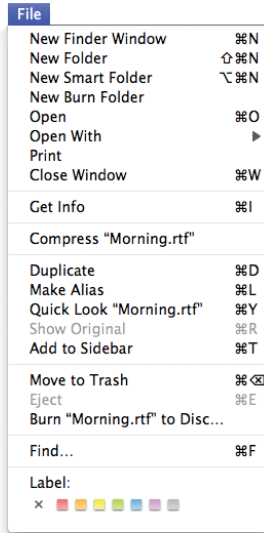 File
New Finder Window ⌘N
New Folder ⇧⌘N
New Smart Folder ⌥⌘N
New Burn Folder
Open ⌘O
Open With ▶
Print
Close Window ⌘W
Get Info ⌘I
Compress “Morning.rtf”
Duplicate ⌘D
Make Alias ⌘L
Quick Look “Morning.rtf” ⌘Y
Show Original ⌘R
Add to Sidebar ⌘T
Move to Trash ⌘⌫
Eject ⌘E
Burn “Morning.rtf” to Disc...
Find... ⌘F
Label:
×